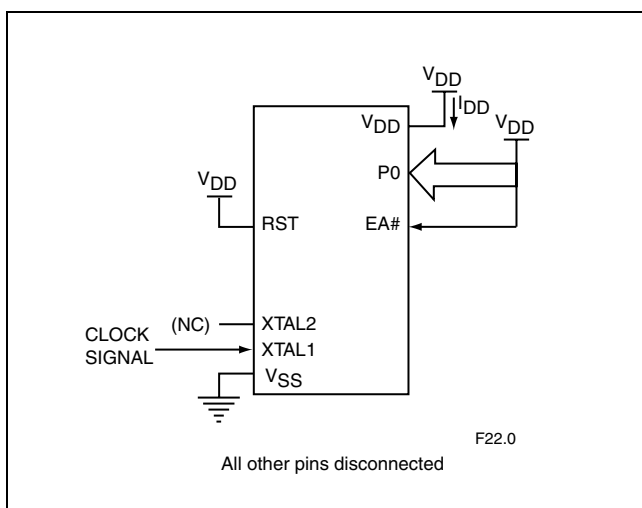 VDD
IDD
VDD
VDD
P0
VDD
RST
EA#
(NC)
XTAL2
CLOCK
SIGNAL
XTAL1
VSS
F22.0
All other pins disconnected